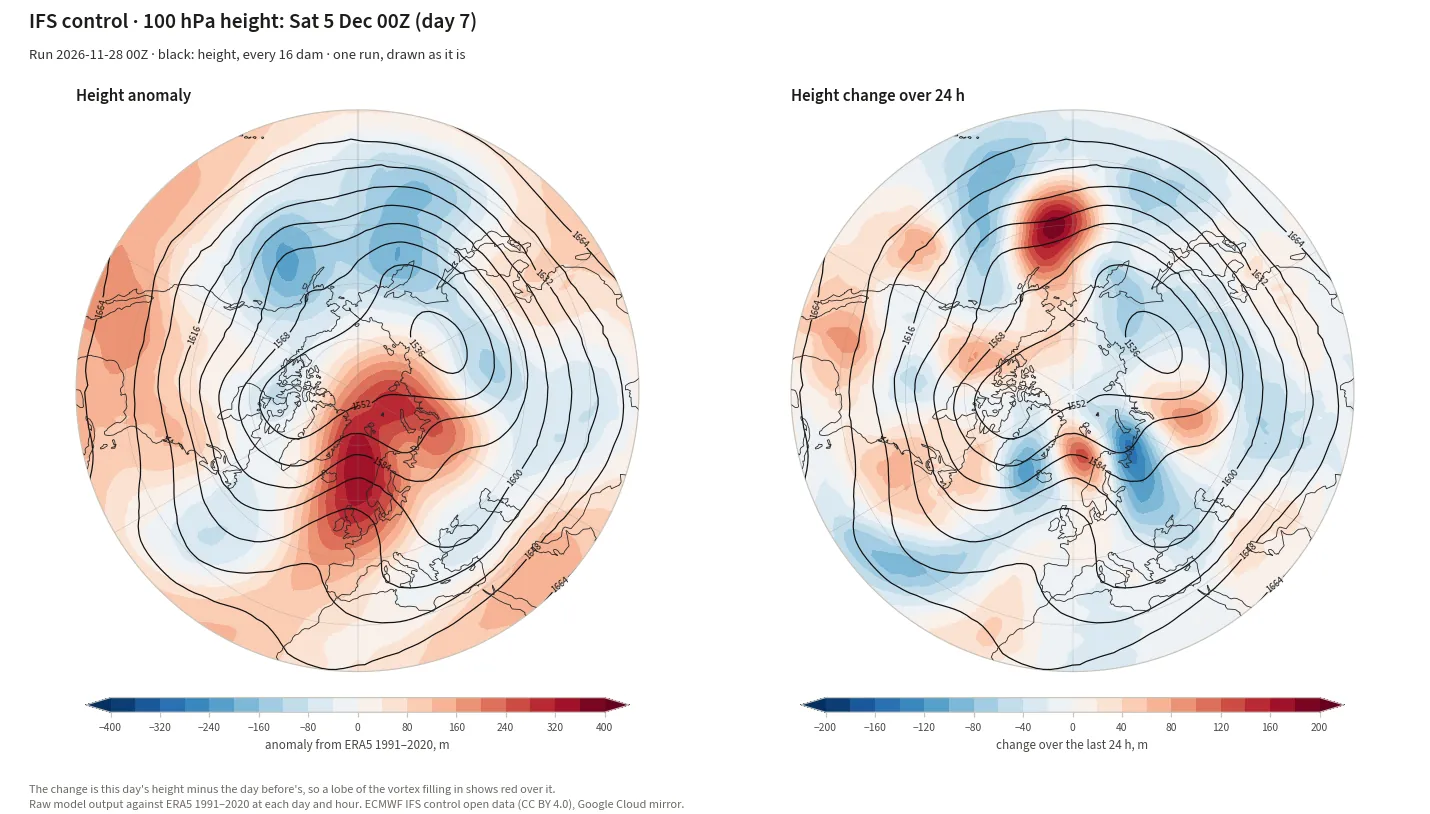 IFS control · 100 hPa height: Sat 5 Dec 00Z (day 7)
Run 2026-11-28 00Z · black: height, every 16 dam · one run, drawn as it is
Height anomaly
1664
1632
1616
1568
1536
1552
1584
1600
1648
1664
1664
−400 −320 −240 −160 −80 0 80 160 240 320 400
anomaly from ERA5 1991–2020, m
Height change over 24 h
1664
1632
1616
1568
1536
1552
1584
1600
1648
1664
1664
−200 −160 −120 −80 −40 0 40 80 120 160 200
change over the last 24 h, m
The change is this day's height minus the day before's, so a lobe of the vortex filling in shows red over it.
Raw model output against ERA5 1991–2020 at each day and hour. ECMWF IFS control open data (CC BY 4.0), Google Cloud mirror.